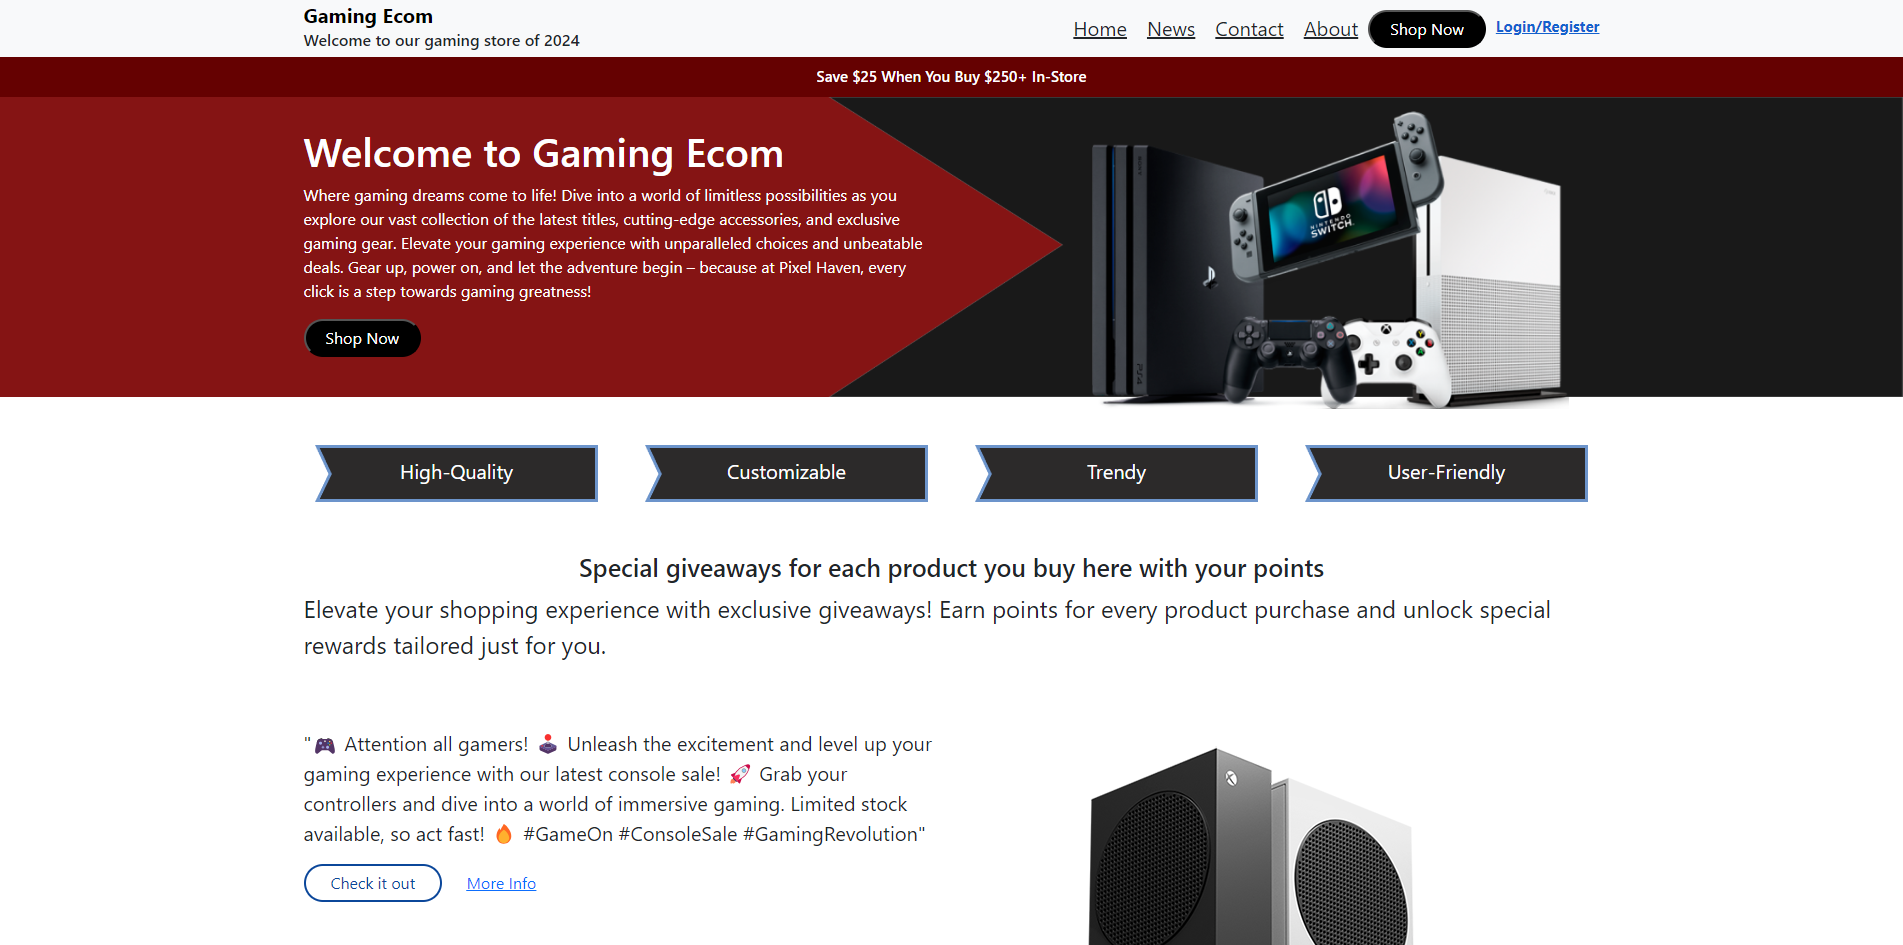 Gaming Ecom
Welcome to our gaming store of 2024
Home News Contact About Shop Now Login/Register
Save $25 When You Buy $250+ In-Store
Welcome to Gaming Ecom
Where gaming dreams come to life! Dive into a world of limitless possibilities as you
explore our vast collection of the latest titles, cutting-edge accessories, and exclusive
gaming gear. Elevate your gaming experience with unparalleled choices and unbeatable
deals. Gear up, power on, and let the adventure begin – because at Pixel Haven, every
click is a step towards gaming greatness!
Shop Now
NINTENDO
SWITCH
SONY
PS4
High-Quality
Customizable
Trendy
User-Friendly
Special giveaways for each product you buy here with your points
Elevate your shopping experience with exclusive giveaways! Earn points for every product purchase and unlock special
rewards tailored just for you.
"🎮 Attention all gamers! 🕹️ Unleash the excitement and level up your
gaming experience with our latest console sale! 🚀 Grab your
controllers and dive into a world of immersive gaming. Limited stock
available, so act fast! 🔥 #GameOn #ConsoleSale #GamingRevolution"
Check it out More Info